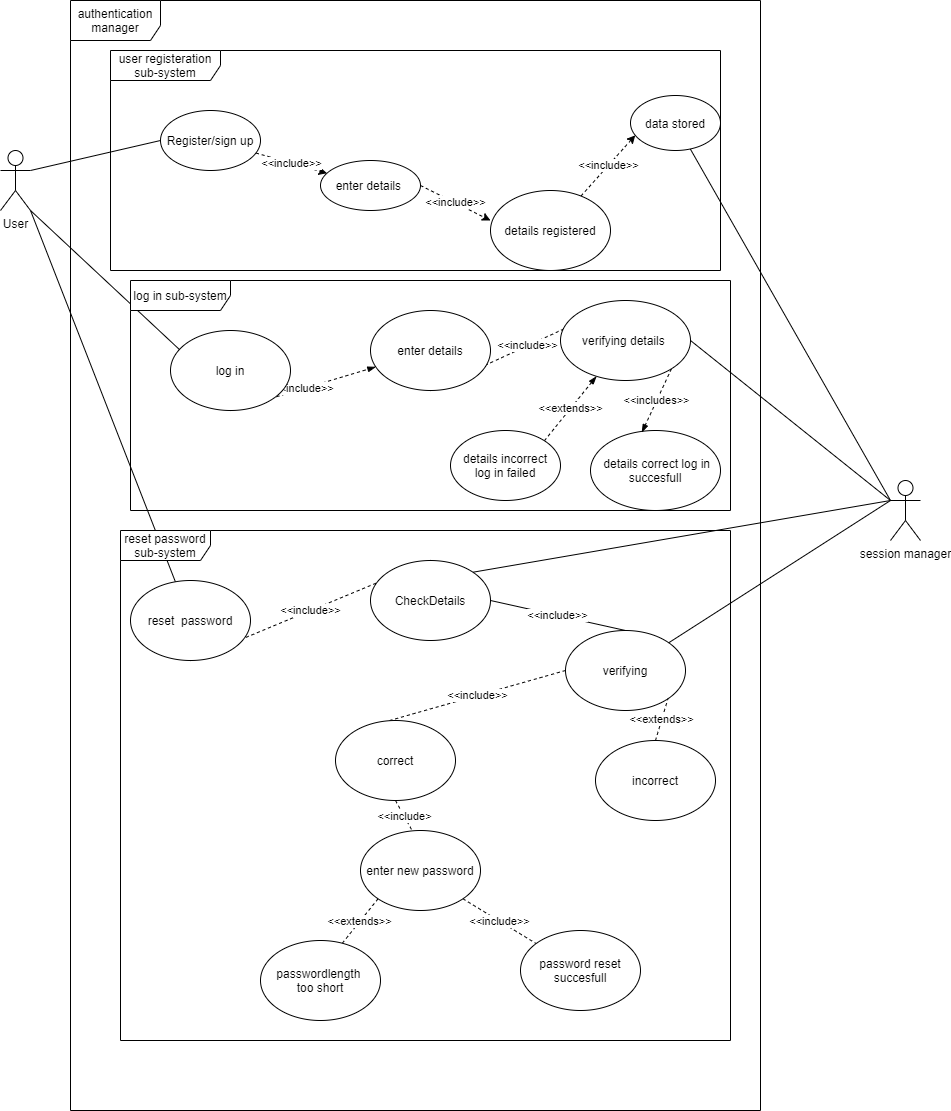 authentication
manager
user registeration
sub-system
Register/sign up
<<include>>
enter details
<<include>>
details registered
<<include>>
data stored
User
log in sub-system
log in
<<include>>
enter details
<<include>>
verifying details
<<extends>>
<<includes>>
details incorrect
log in failed
details correct log in
succesfull
session manager
reset password
sub-system
reset  password
<<include>>
CheckDetails
<<include>>
verifying
<<include>>
<<extends>>
correct
incorrect
<<include>
enter new password
<<extends>>
<<include>>
passwordlength
too short
password reset
succesfull